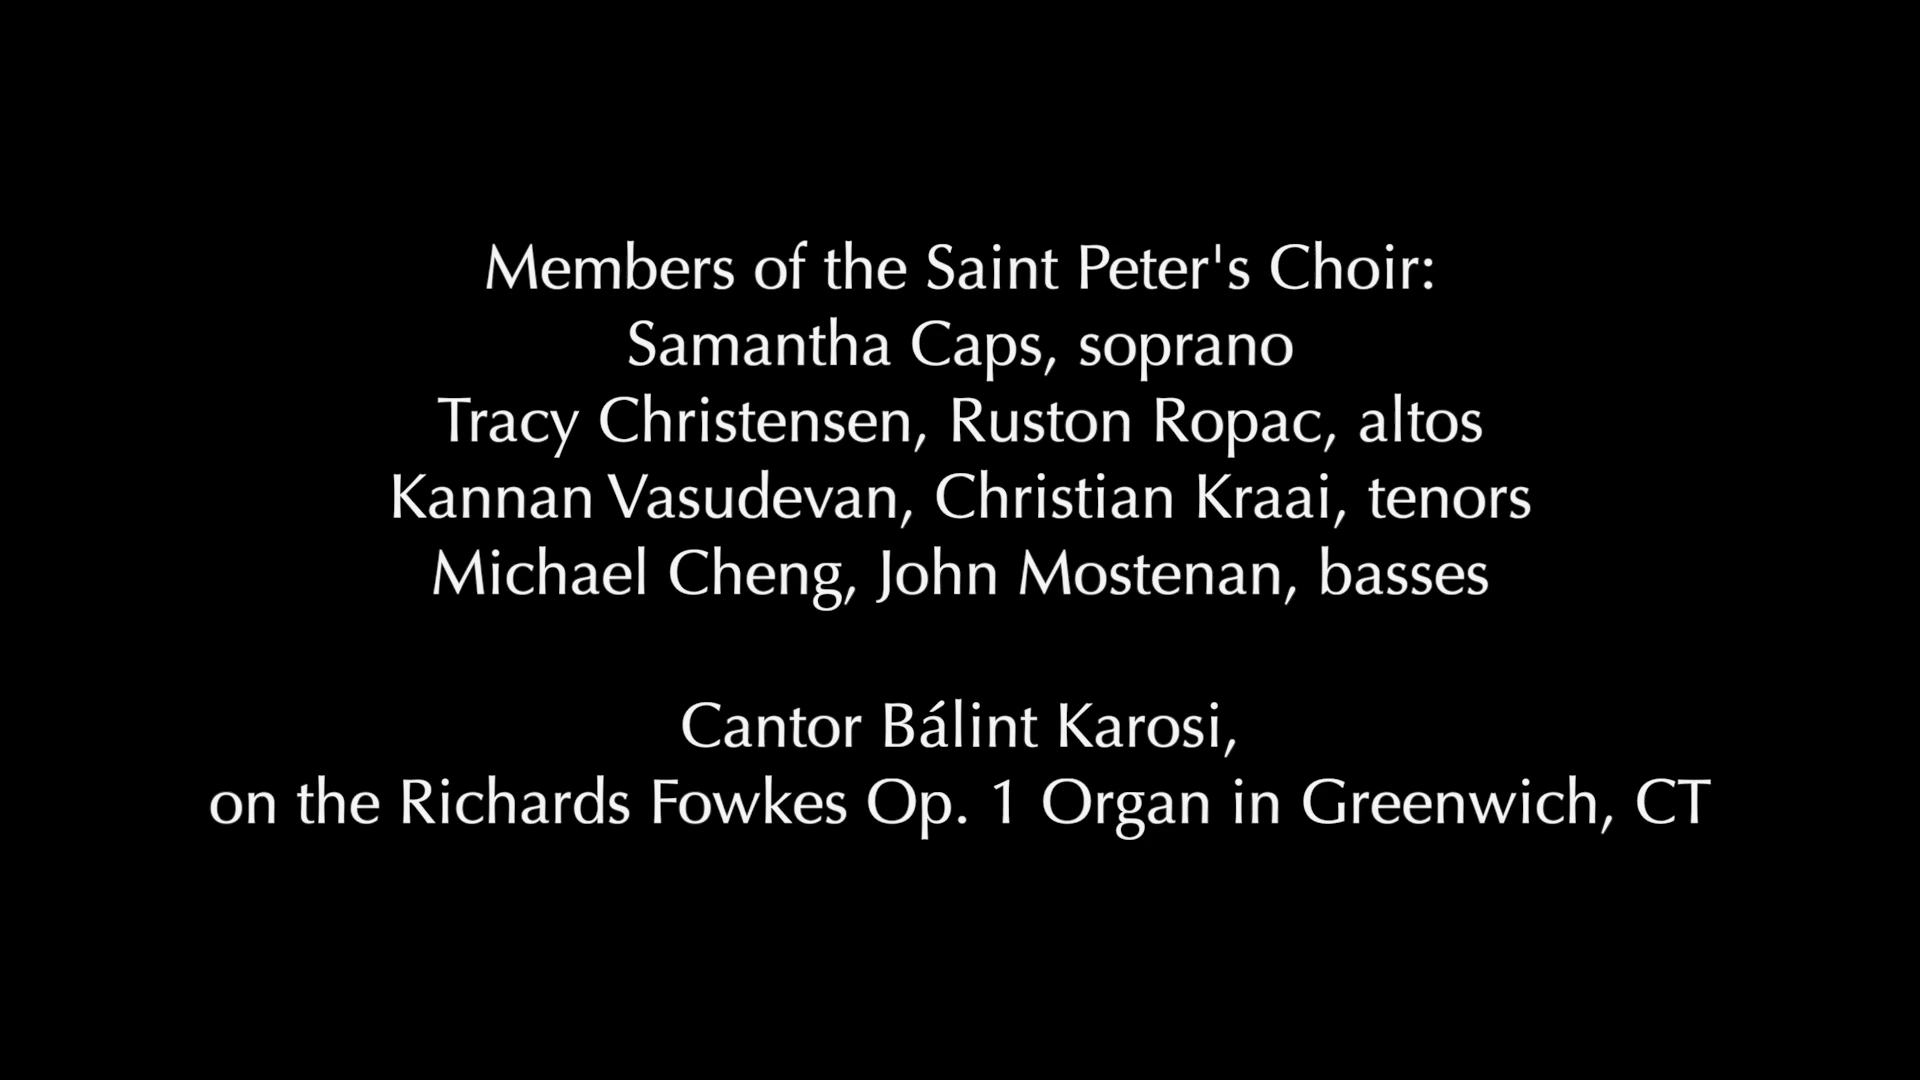 Members of the Saint Peter's Choir:
Samantha Caps, soprano
Tracy Christensen, Ruston Ropac, altos
Kannan Vasudevan, Christian Kraai, tenors
Michael Cheng, John Mostenan, basses
Cantor Bálint Karosi,
on the Richards Fowkes Op. 1 Organ in Greenwich, CT